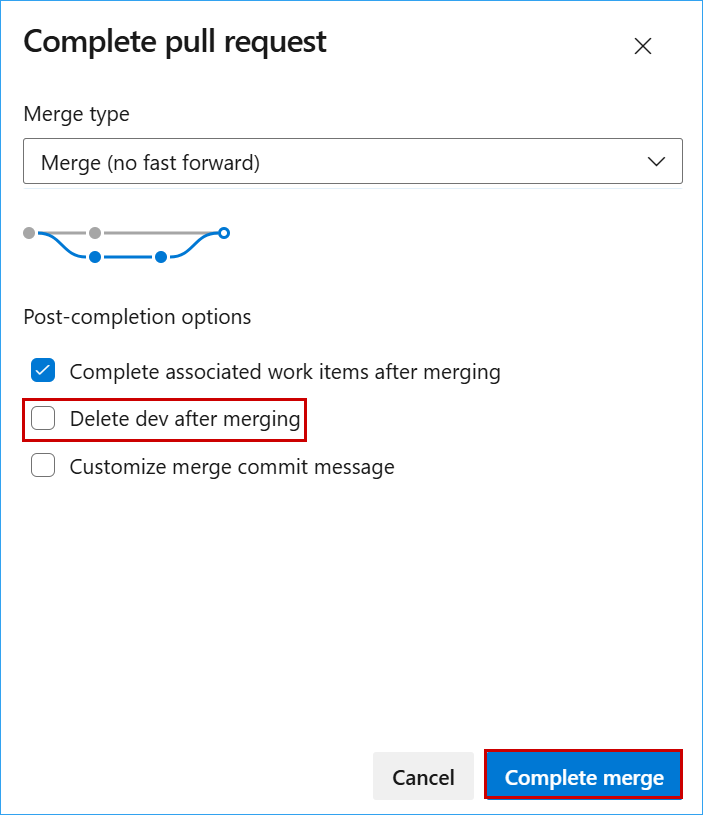 Complete pull request
Merge type
Merge (no fast forward)
Post-completion options
Complete associated work items after merging
Delete dev after merging
Customize merge commit message
Cancel
Complete merge